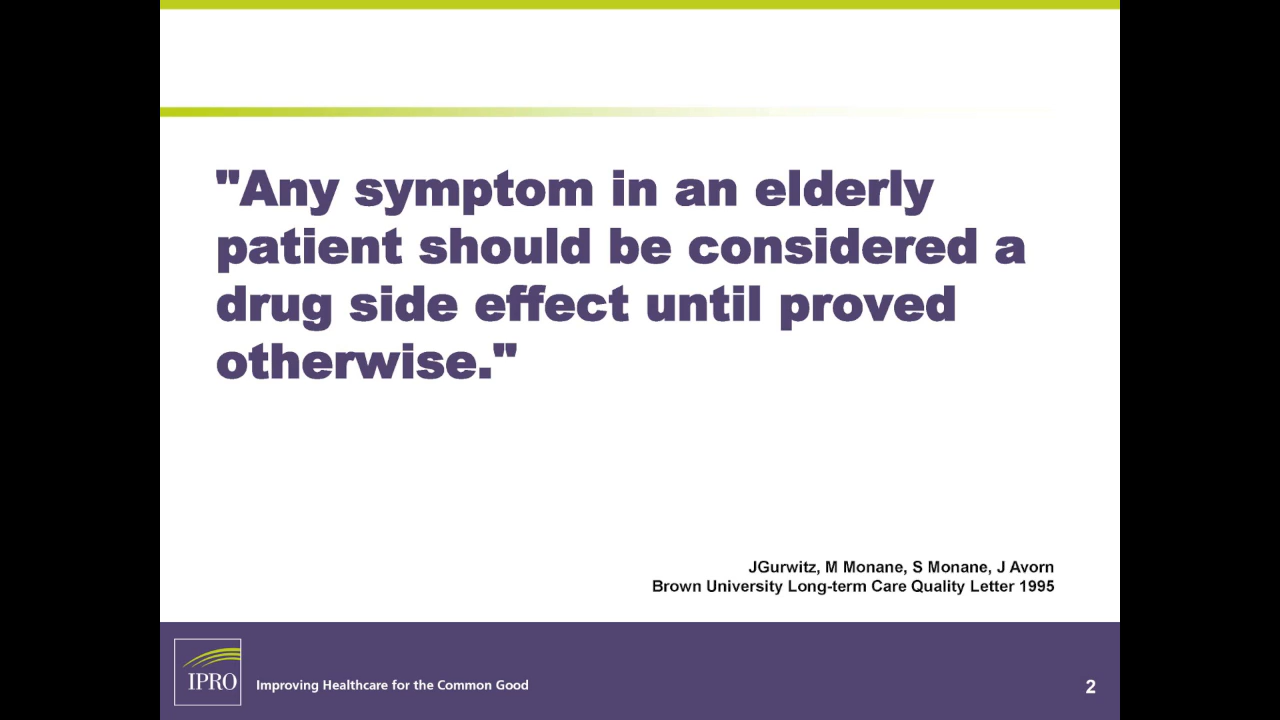 "Any symptom in an elderly
patient should be considered a
drug side effect until proved
otherwise."
JGurwitz, M Monane, S Monane, J Avorn
Brown University Long-term Care Quality Letter 1995
IPRO
Improving Healthcare for the Common Good
2